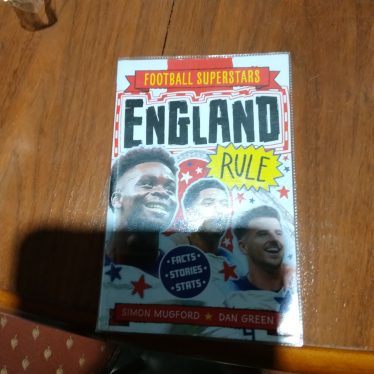 FOOTBALL SUPERSTARS
ENGLAND
RULE
FACTS
STORIES
STATS
SIMON MUGFORD ★ DAN GREEN